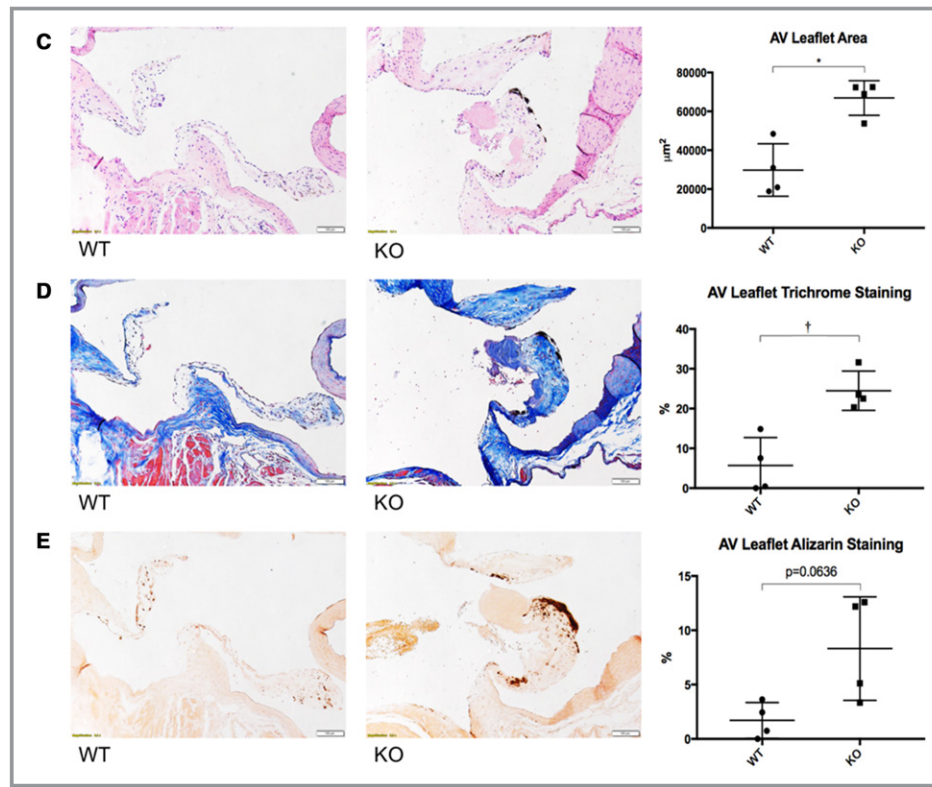 C
WT
KO
AV Leaflet Area
*
80000
60000
40000
20000
0
μm²
WT
KO
D
WT
KO
AV Leaflet Trichrome Staining
†
40
30
20
10
0
%
WT
KO
E
WT
KO
AV Leaflet Alizarin Staining
p=0.0636
15
10
5
0
%
WT
KO